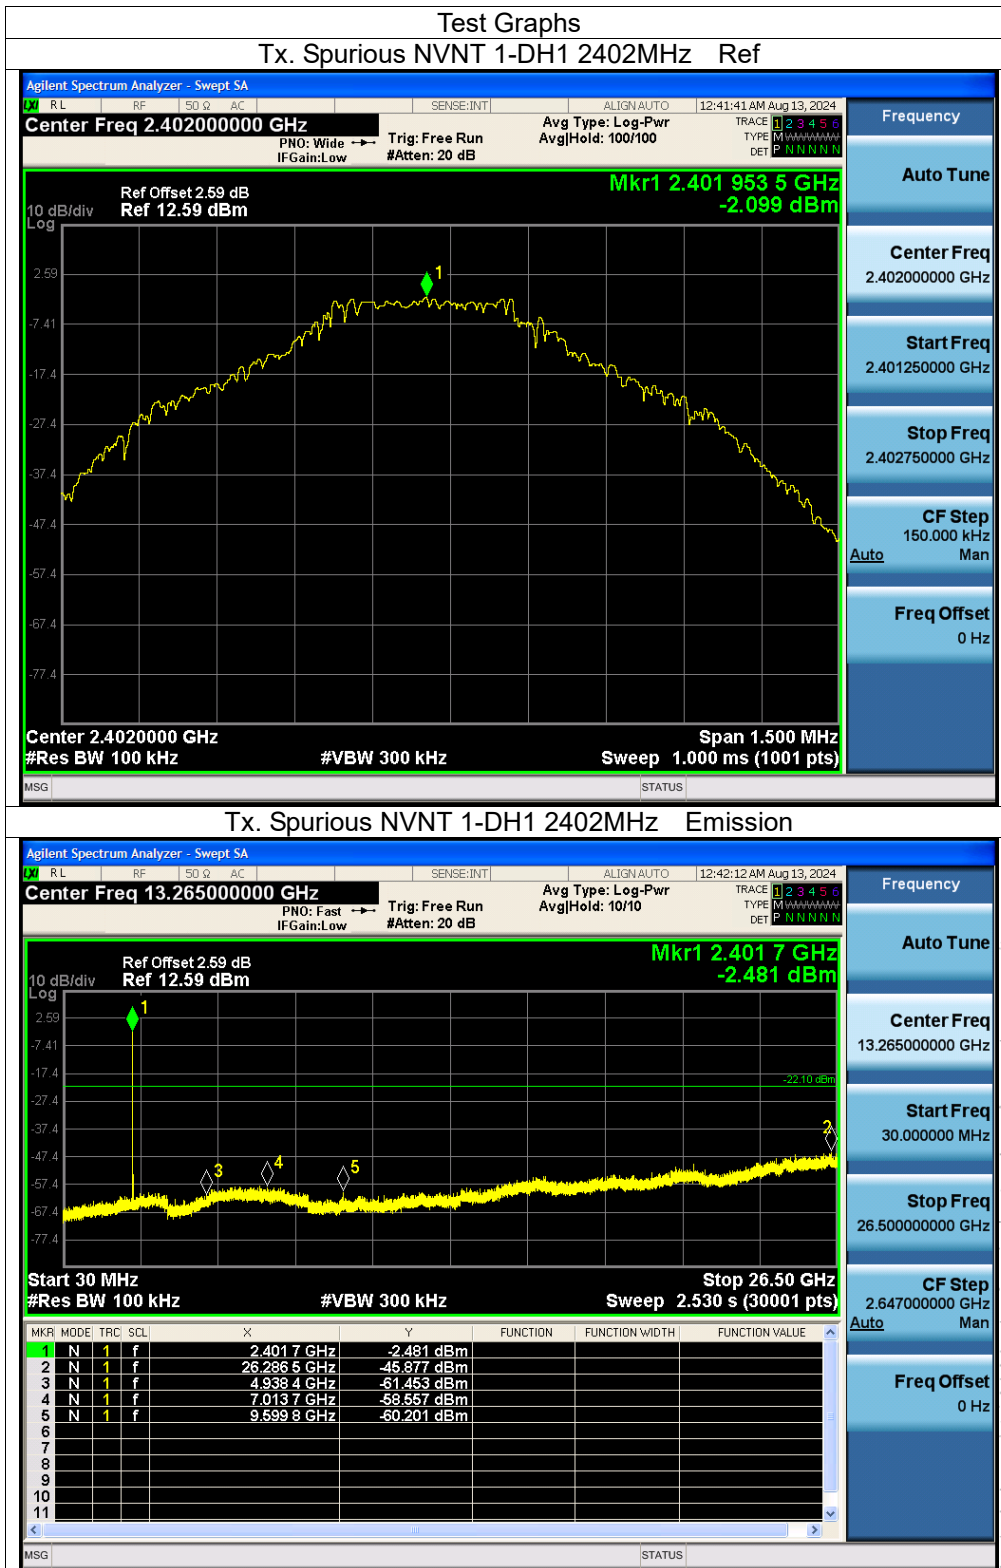 Test Graphs
Tx. Spurious NVNT 1-DH1 2402MHz Ref
Agilent Spectrum Analyzer - Swept SA
LXI RL RF 50 Ω AC SENSE:INT ALIGN AUTO 12:41:41 AM Aug 13, 2024
Center Freq 2.402000000 GHz Avg Type: Log-Pwr TRACE 1 2 3 4 5 6
PNO: Wide Trig: Free Run Avg|Hold: 100/100 TYPE M WWWWW
IFGain:Low #Atten: 20 dB DET P N N N N N
Frequency
Mkr1 2.401 953 5 GHz
-2.099 dBm
Ref Offset 2.59 dB
10 dB/div Ref 12.59 dBm
Log
1
2.59
-7.41
-17.4
-27.4
-37.4
-47.4
-57.4
-67.4
-77.4
Center 2.4020000 GHz Span 1.500 MHz
#Res BW 100 kHz #VBW 300 kHz Sweep 1.000 ms (1001 pts)
MSG STATUS
Auto Tune
Center Freq
2.402000000 GHz
Start Freq
2.401250000 GHz
Stop Freq
2.402750000 GHz
CF Step
150.000 kHz
Auto Man
Freq Offset
0 Hz
Tx. Spurious NVNT 1-DH1 2402MHz Emission
Agilent Spectrum Analyzer - Swept SA
LXI RL RF 50 Ω AC SENSE:INT ALIGN AUTO 12:42:12 AM Aug 13, 2024
Center Freq 13.265000000 GHz Avg Type: Log-Pwr TRACE 1 2 3 4 5 6
PNO: Fast Trig: Free Run Avg|Hold: 10/10 TYPE M WWWWW
IFGain:Low #Atten: 20 dB DET P N N N N N
Frequency
Mkr1 2.401 7 GHz
-2.481 dBm
Ref Offset 2.59 dB
10 dB/div Ref 12.59 dBm
Log
1
2.59
-7.41
-17.4
-22.10 dBm
-27.4
-37.4
2
-47.4
3 4 5
-57.4
-67.4
-77.4
Start 30 MHz Stop 26.50 GHz
#Res BW 100 kHz #VBW 300 kHz Sweep 2.530 s (30001 pts)
MKR MODE TRC SCL X Y FUNCTION FUNCTION WIDTH FUNCTION VALUE
1 N 1 f 2.401 7 GHz -2.481 dBm
2 N 1 f 26.286 5 GHz -45.877 dBm
3 N 1 f 4.938 4 GHz -61.453 dBm
4 N 1 f 7.013 7 GHz -58.557 dBm
5 N 1 f 9.599 8 GHz -60.201 dBm
6
7
8
9
10
11
MSG STATUS
Auto Tune
Center Freq
13.265000000 GHz
Start Freq
30.000000 MHz
Stop Freq
26.500000000 GHz
CF Step
2.647000000 GHz
Auto Man
Freq Offset
0 Hz